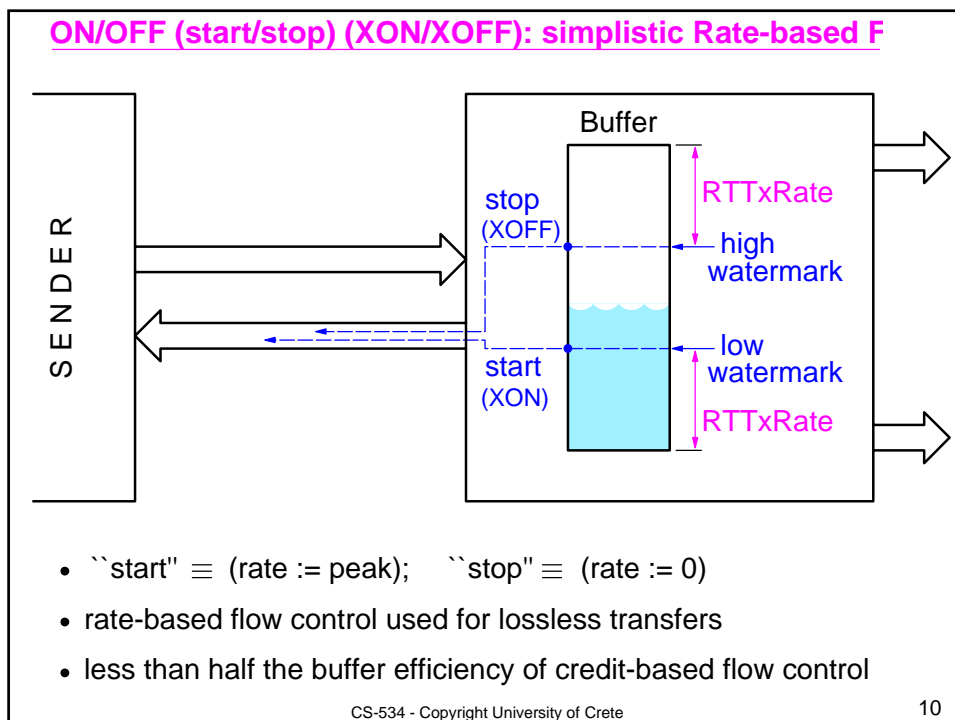 ON/OFF (start/stop) (XON/XOFF): simplistic Rate-based F
Buffer
RTTxRate
stop
(XOFF)
high
watermark
SENDER
low
watermark
start
(XON)
RTTxRate
• ``start" ≡ (rate := peak); ``stop" ≡ (rate := 0)
• rate-based flow control used for lossless transfers
• less than half the buffer efficiency of credit-based flow control
CS-534 - Copyright University of Crete
10